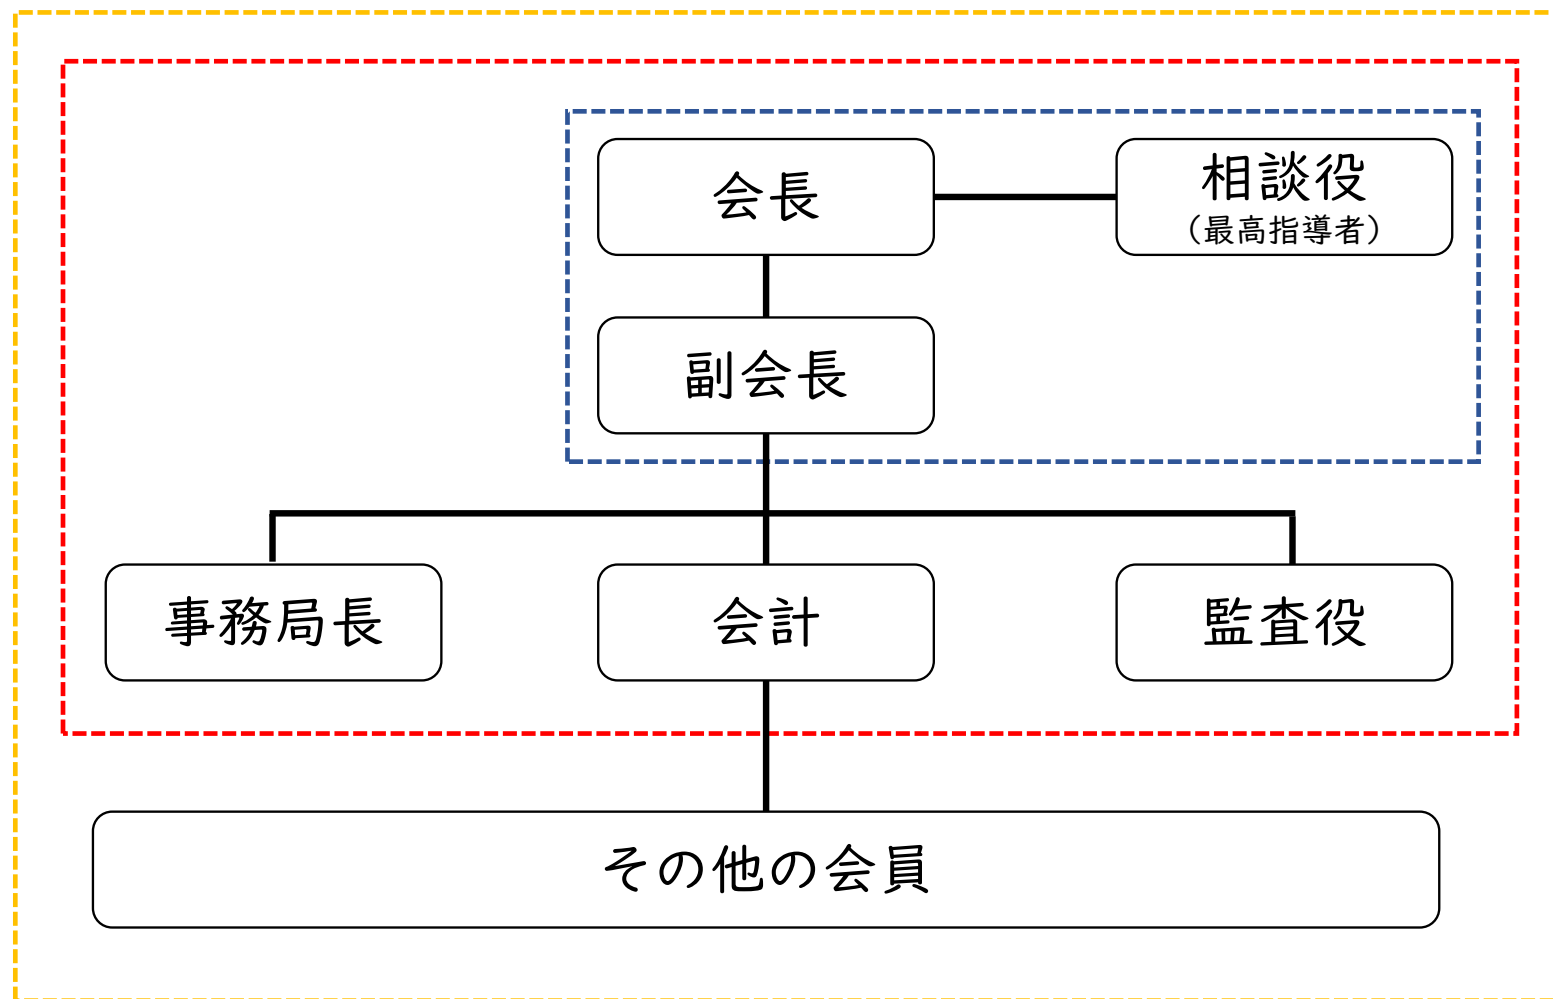 会長
相談役
（最高指導者）
副会長
事務局長
会計
監査役
その他の会員